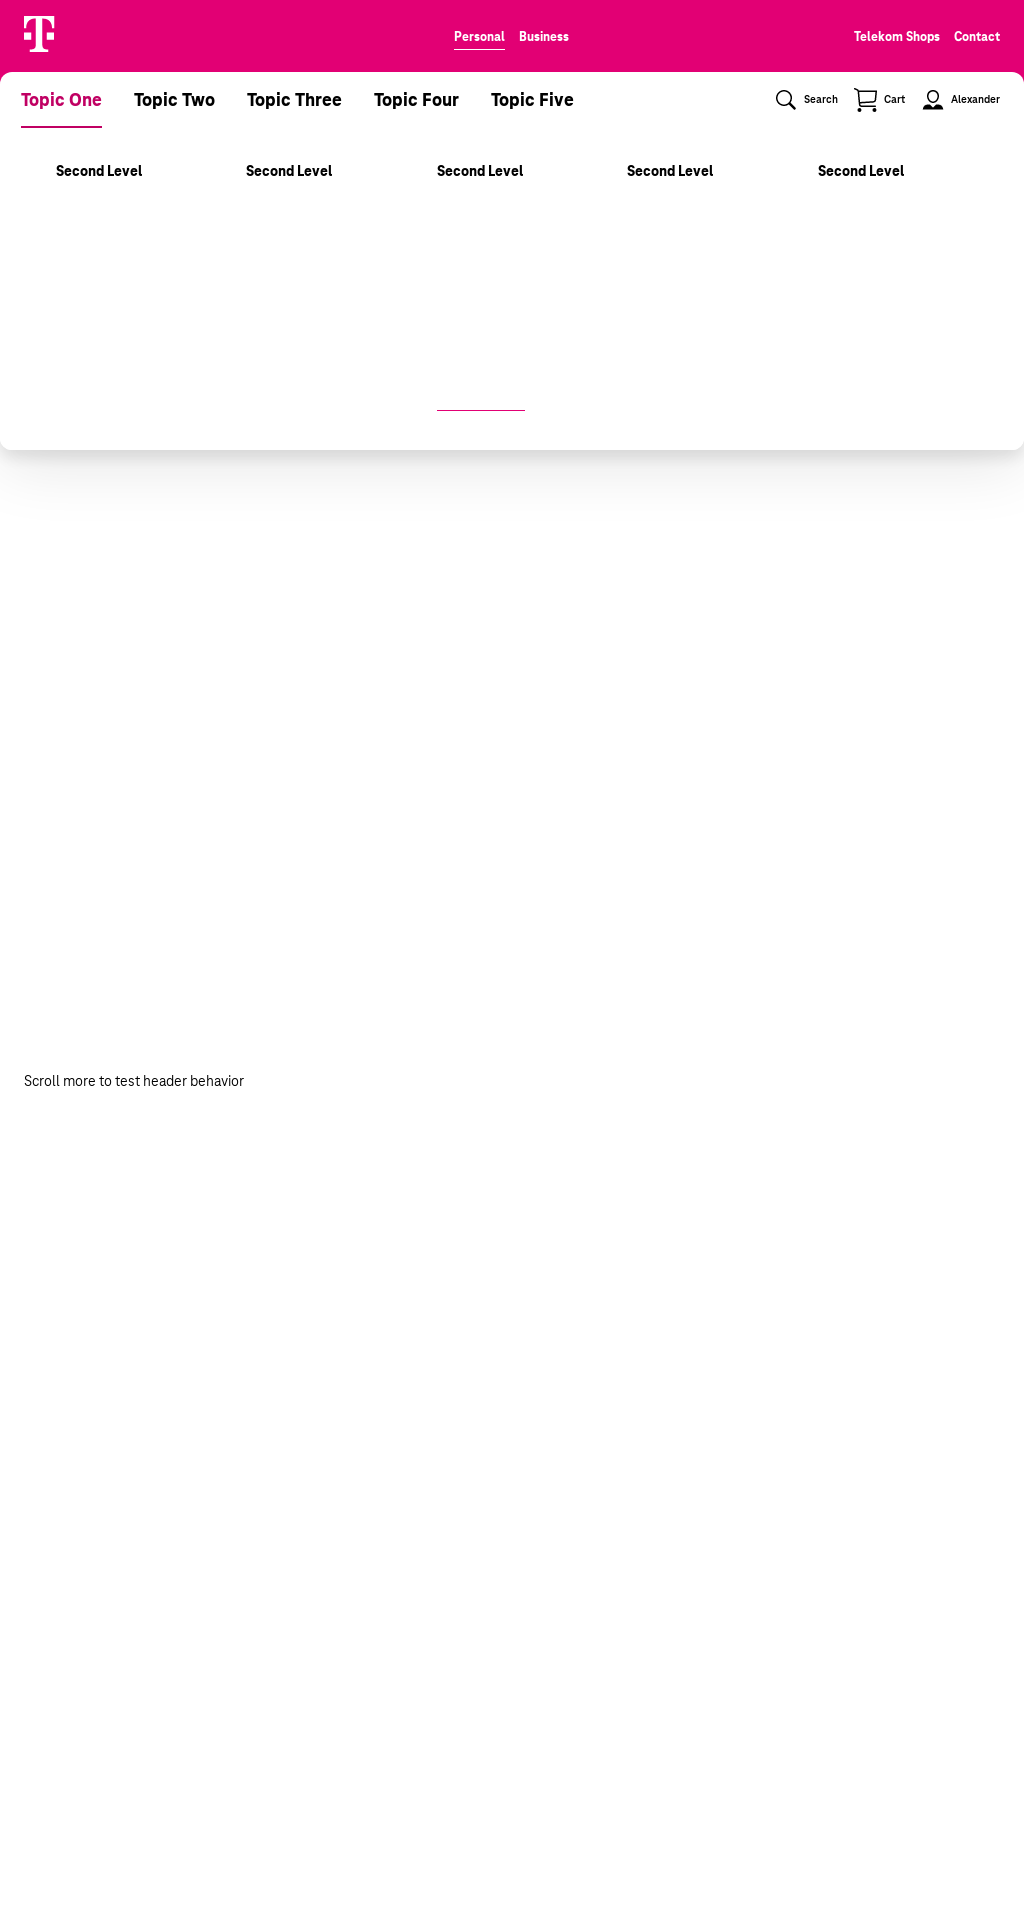 Personal Business Telekom Shops Contact
Topic One Topic Two Topic Three Topic Four Topic Five Search Cart Alexander
Second Level Second Level Second Level Second Level Second Level
Scroll more to test header behavior